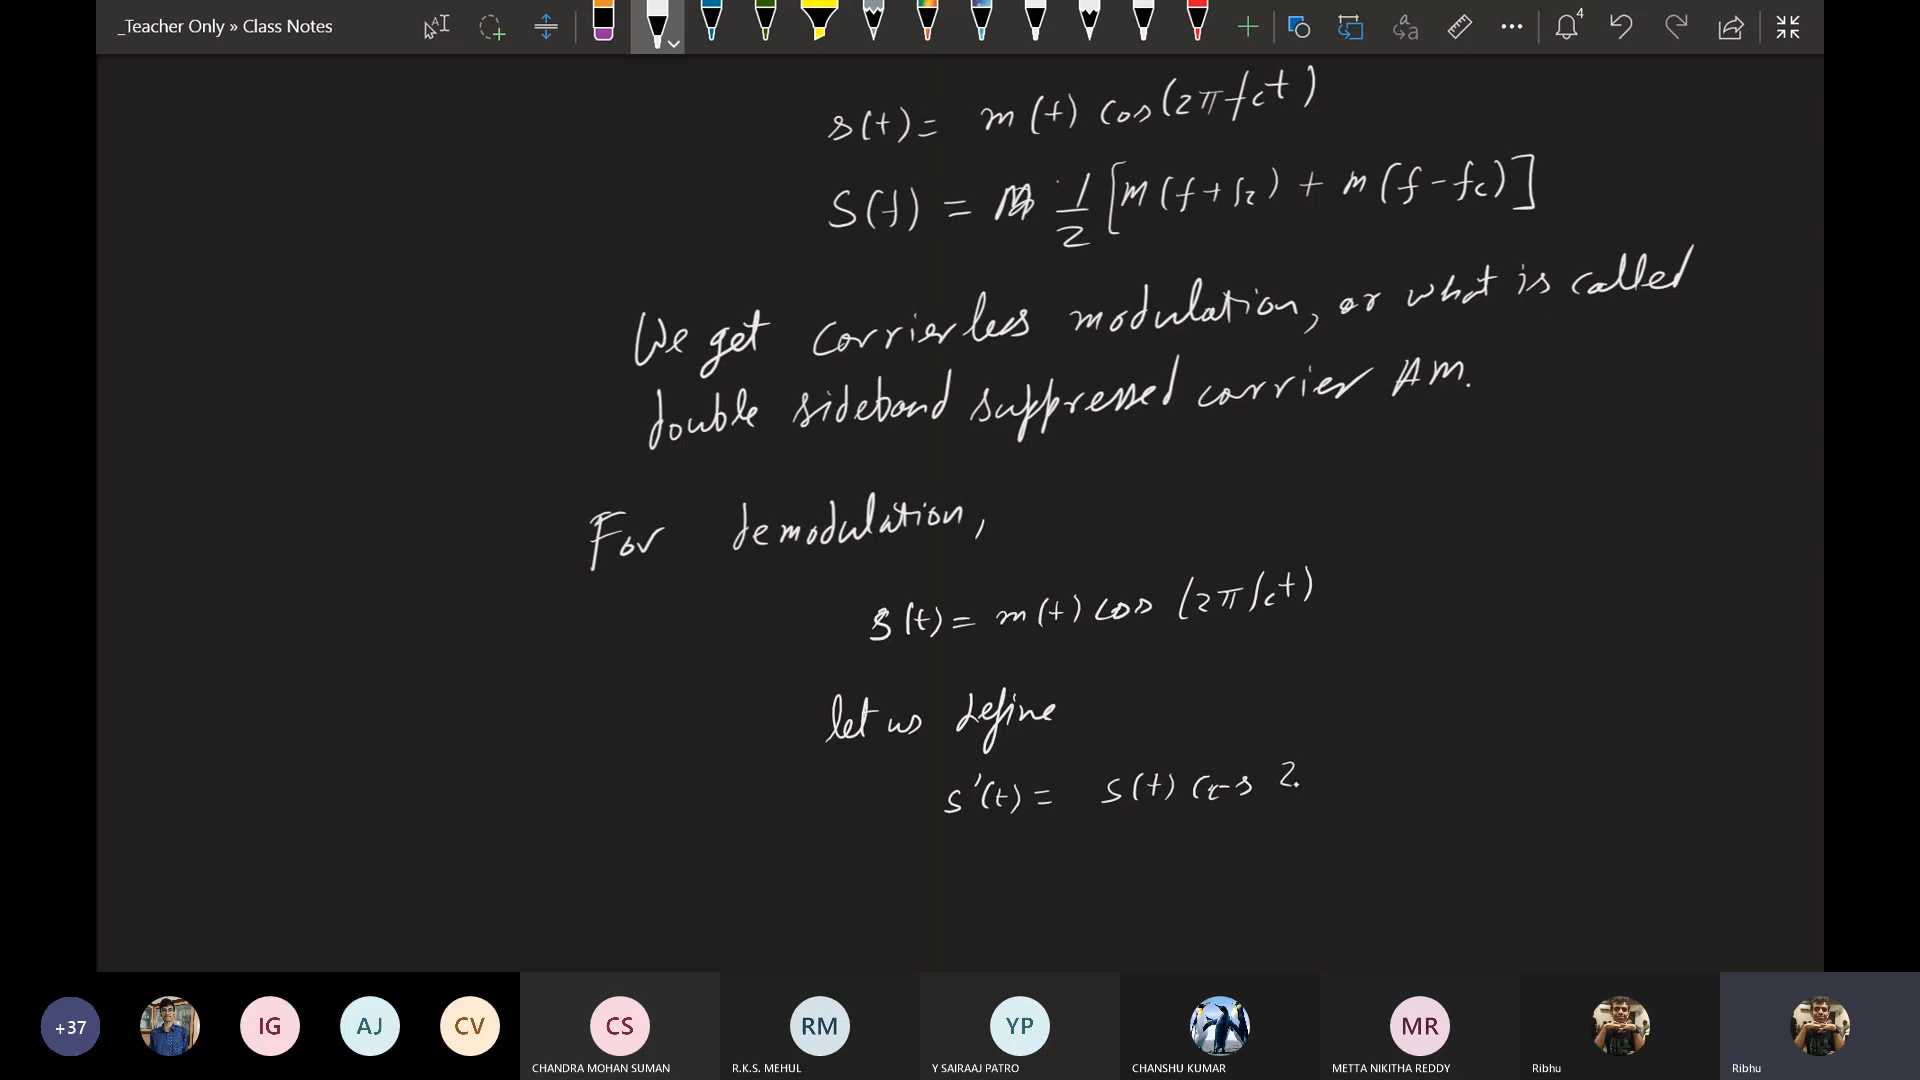 _Teacher Only » Class Notes
4
s(t) = m(t) cos(2πfct)
S(f) = 1/2 [M(f+fc) + M(f-fc)]
We get carrierless modulation, or what is called
double sideband suppressed carrier AM.
For demodulation,
s(t) = m(t) cos (2πfct)
let us define
s'(t) = s(t) cos 2
+37
IG
AJ
CV
CS
RM
YP
MR
CHANDRA MOHAN SUMAN
R.K.S. MEHUL
Y SAIRAAJ PATRO
CHANSHU KUMAR
METTA NIKITHA REDDY
Ribhu
Ribhu